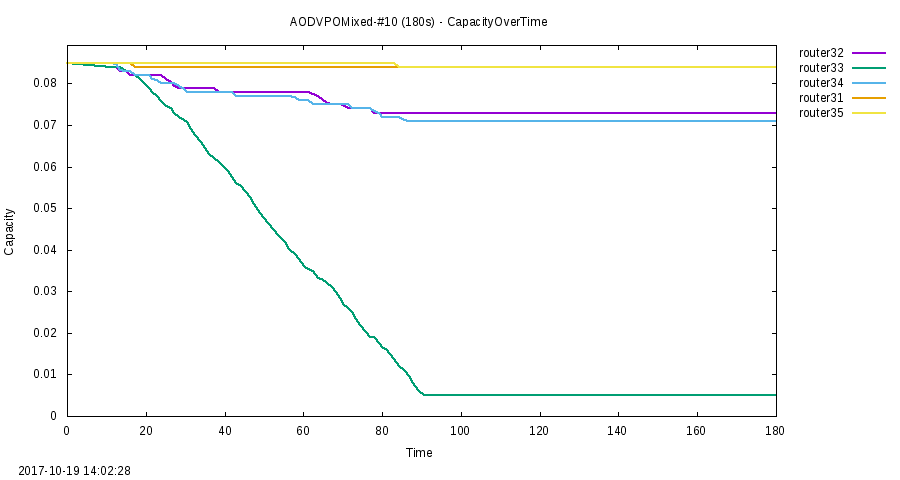 AODVPOMixed-#10 (180s) - CapacityOverTime
router32
router33
router34
router31
router35
0.08
0.07
0.06
0.05
0.04
0.03
0.02
0.01
0
Capacity
0 20 40 60 80 100 120 140 160 180
Time
2017-10-19 14:02:28